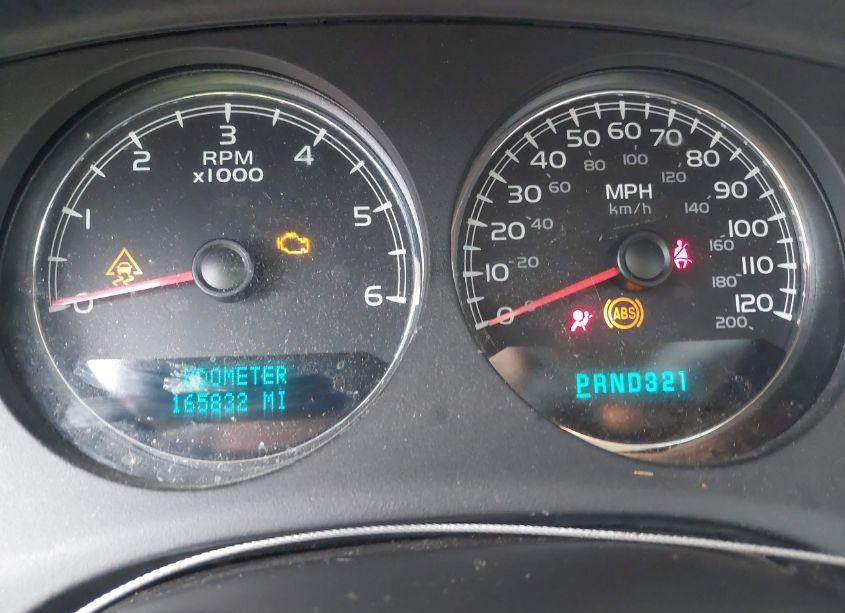 0 1 2 3 4 5 6
RPM
x1000
ODOMETER
165832 MI
0 10 20 30 40 50 60 70 80 90 100 110 120
0 20 40 60 80 100 120 140 160 180 200
MPH
km/h
ABS
PRND321